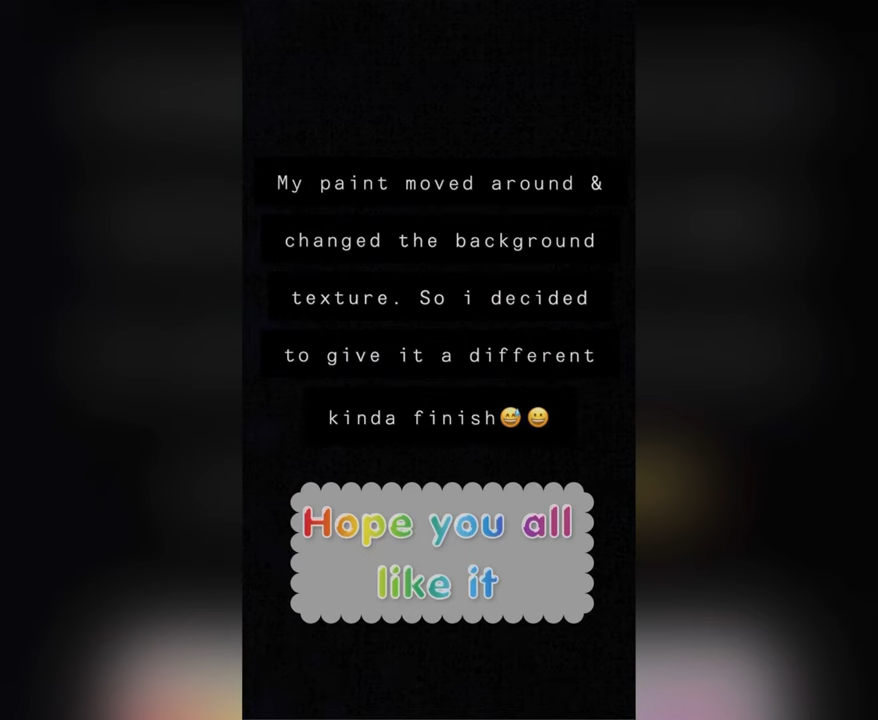 My paint moved around &
changed the background
texture. So i decided
to give it a different
kinda finish😅😀
Hope you all
like it